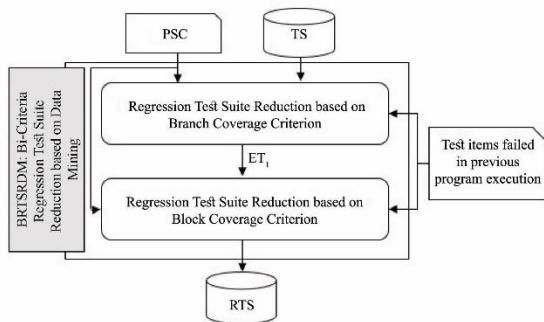 PSC
TS
BRTSRDM: Bi-Criteria
Regression Test Suite
Reduction based on Data
Mining
Regression Test Suite Reduction based on
Branch Coverage Criterion
ET₁
Test items failed
in previous
program execution
Regression Test Suite Reduction based on
Block Coverage Criterion
RTS